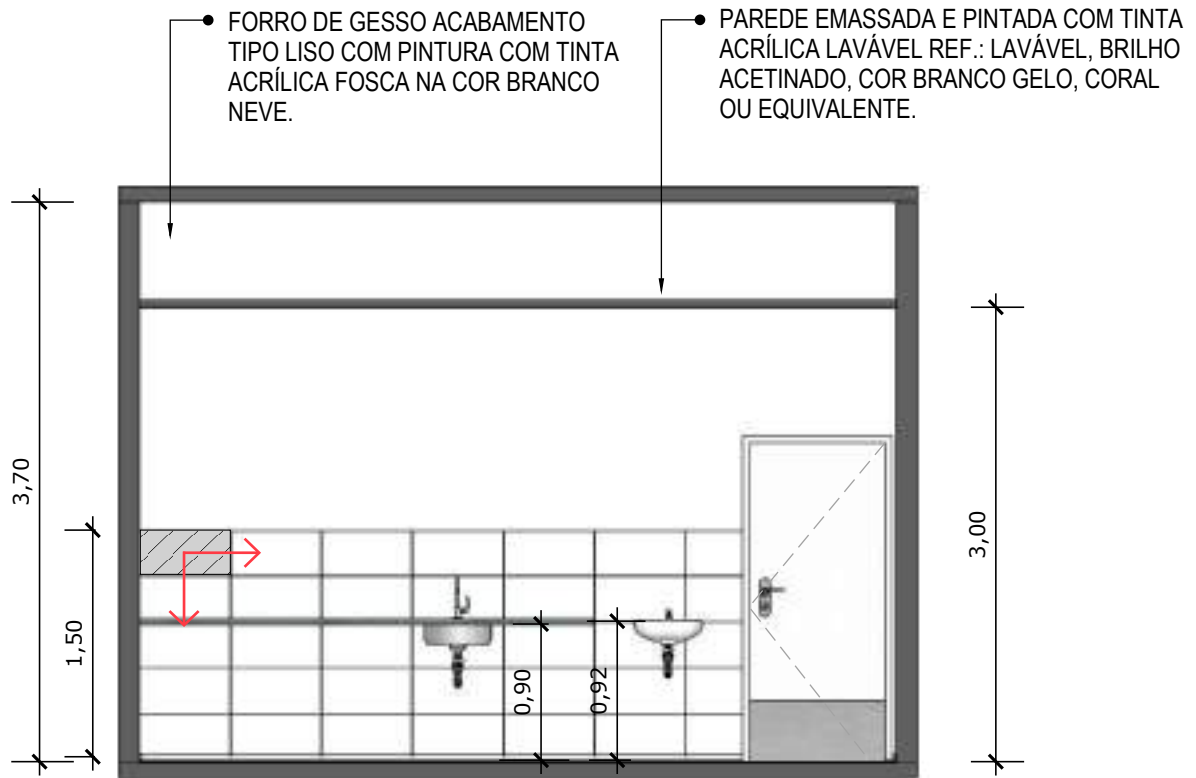 FORRO DE GESSO ACABAMENTO
TIPO LISO COM PINTURA COM TINTA
ACRÍLICA FOSCA NA COR BRANCO
NEVE.
PAREDE EMASSADA E PINTADA COM TINTA
ACRÍLICA LAVÁVEL REF.: LAVÁVEL, BRILHO
ACETINADO, COR BRANCO GELO, CORAL
OU EQUIVALENTE.
3,70
1,50
0,90
0,92
3,00